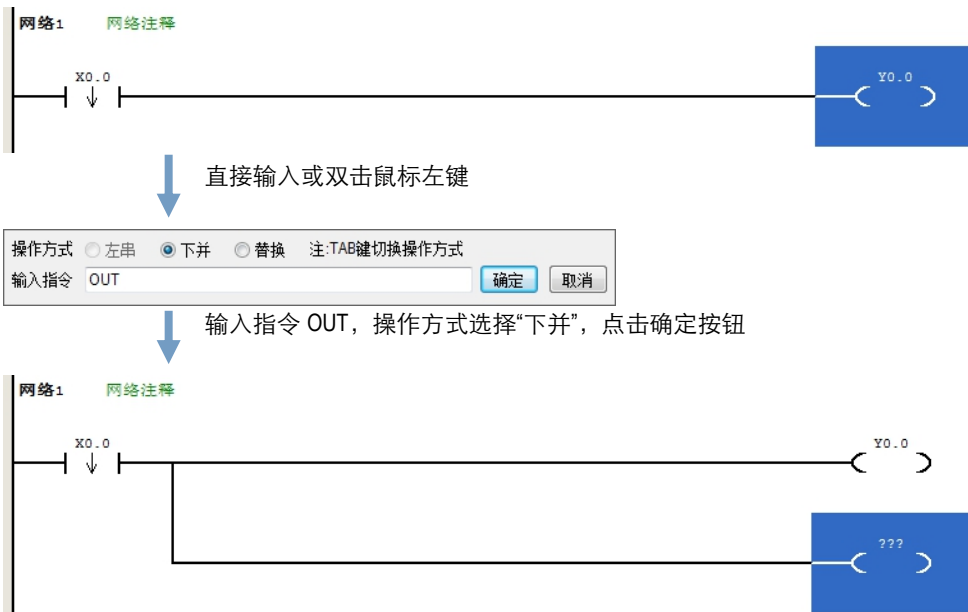 网络1 网络注释
X0.0
Y0.0
直接输入或双击鼠标左键
操作方式 左串 下并 替换 注:TAB键切换操作方式
输入指令 OUT 确定 取消
输入指令 OUT，操作方式选择“下并”，点击确定按钮
网络1 网络注释
X0.0
Y0.0
???